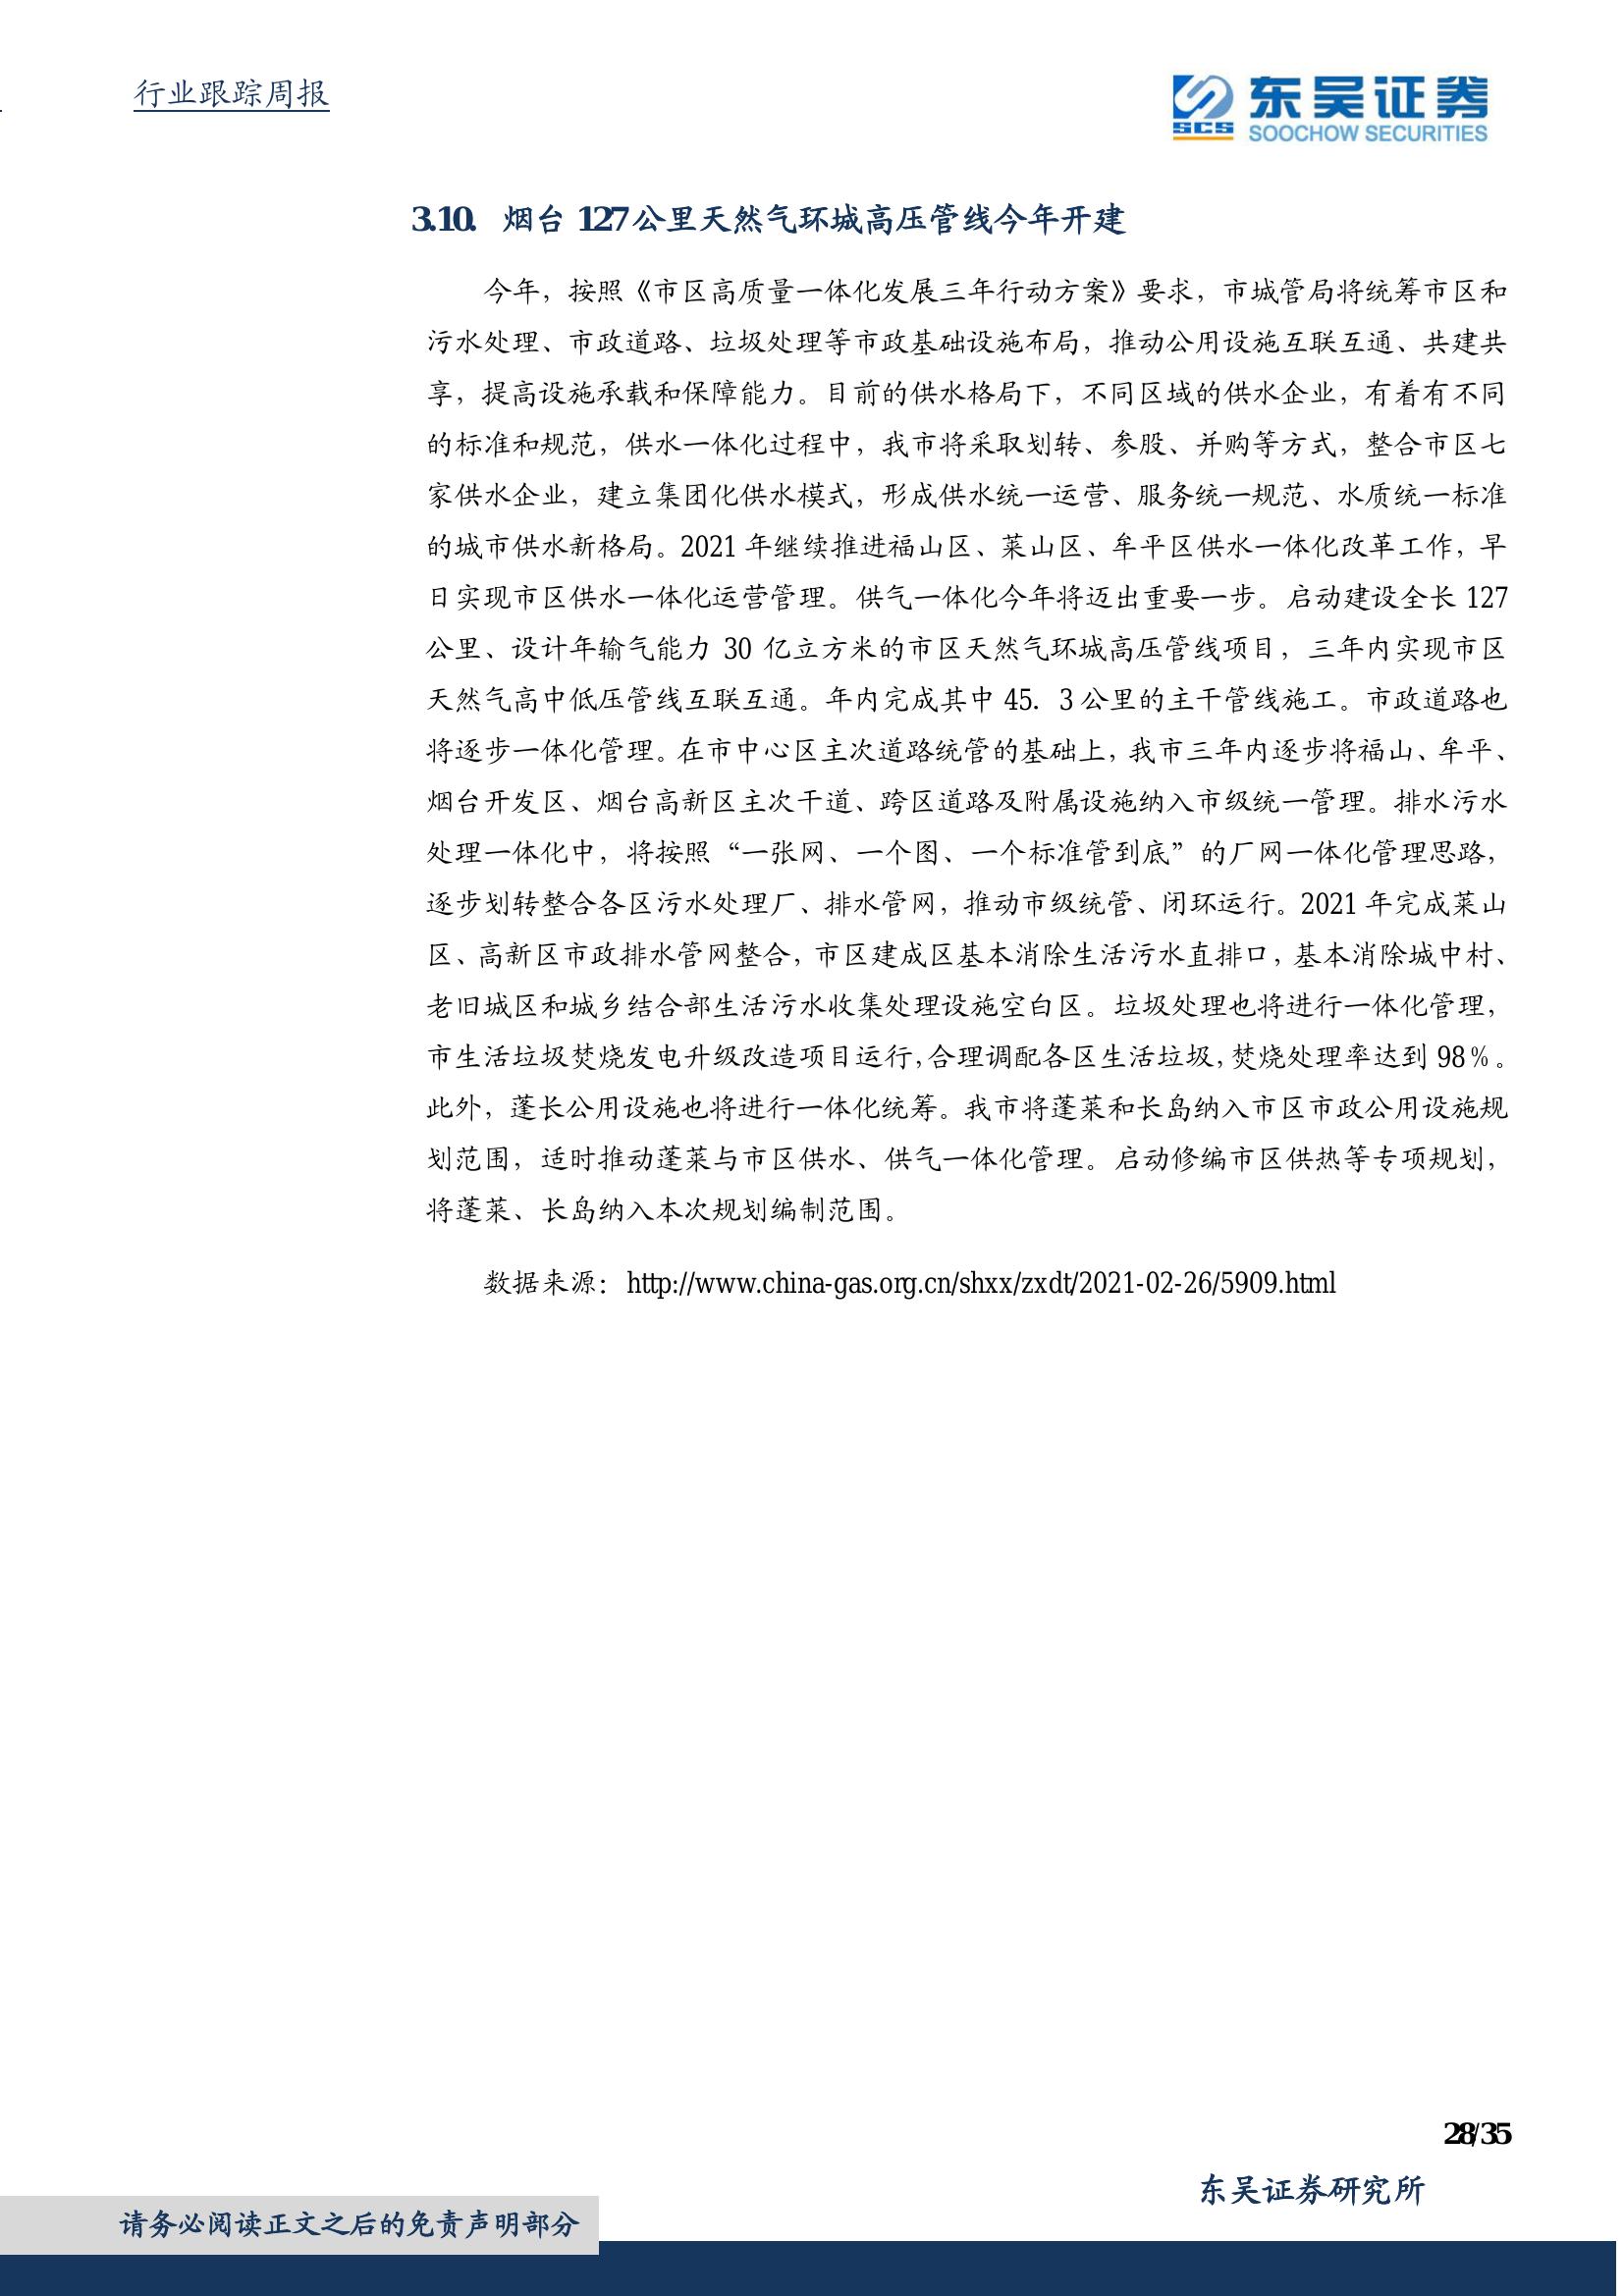 行业跟踪周报
SCS
东吴证券
SOOCHOW SECURITIES
3.10. 烟台 127 公里天然气环城高压管线今年开建
今年，按照《市区高质量一体化发展三年行动方案》要求，市城管局将统筹市区和
污水处理、市政道路、垃圾处理等市政基础设施布局，推动公用设施互联互通、共建共
享，提高设施承载和保障能力。目前的供水格局下，不同区域的供水企业，有着有不同
的标准和规范，供水一体化过程中，我市将采取划转、参股、并购等方式，整合市区七
家供水企业，建立集团化供水模式，形成供水统一运营、服务统一规范、水质统一标准
的城市供水新格局。2021 年继续推进福山区、莱山区、牟平区供水一体化改革工作，早
日实现市区供水一体化运营管理。供气一体化今年将迈出重要一步。启动建设全长 127
公里、设计年输气能力 30 亿立方米的市区天然气环城高压管线项目，三年内实现市区
天然气高中低压管线互联互通。年内完成其中 45．3 公里的主干管线施工。市政道路也
将逐步一体化管理。在市中心区主次道路统管的基础上，我市三年内逐步将福山、牟平、
烟台开发区、烟台高新区主次干道、跨区道路及附属设施纳入市级统一管理。排水污水
处理一体化中，将按照“一张网、一个图、一个标准管到底”的厂网一体化管理思路，
逐步划转整合各区污水处理厂、排水管网，推动市级统管、闭环运行。2021 年完成莱山
区、高新区市政排水管网整合，市区建成区基本消除生活污水直排口，基本消除城中村、
老旧城区和城乡结合部生活污水收集处理设施空白区。垃圾处理也将进行一体化管理，
市生活垃圾焚烧发电升级改造项目运行，合理调配各区生活垃圾，焚烧处理率达到 98％。
此外，蓬长公用设施也将进行一体化统筹。我市将蓬莱和长岛纳入市区市政公用设施规
划范围，适时推动蓬莱与市区供水、供气一体化管理。启动修编市区供热等专项规划，
将蓬莱、长岛纳入本次规划编制范围。
数据来源：http://www.china-gas.org.cn/shxx/zxdt/2021-02-26/5909.html
28/35
东吴证券研究所
请务必阅读正文之后的免责声明部分